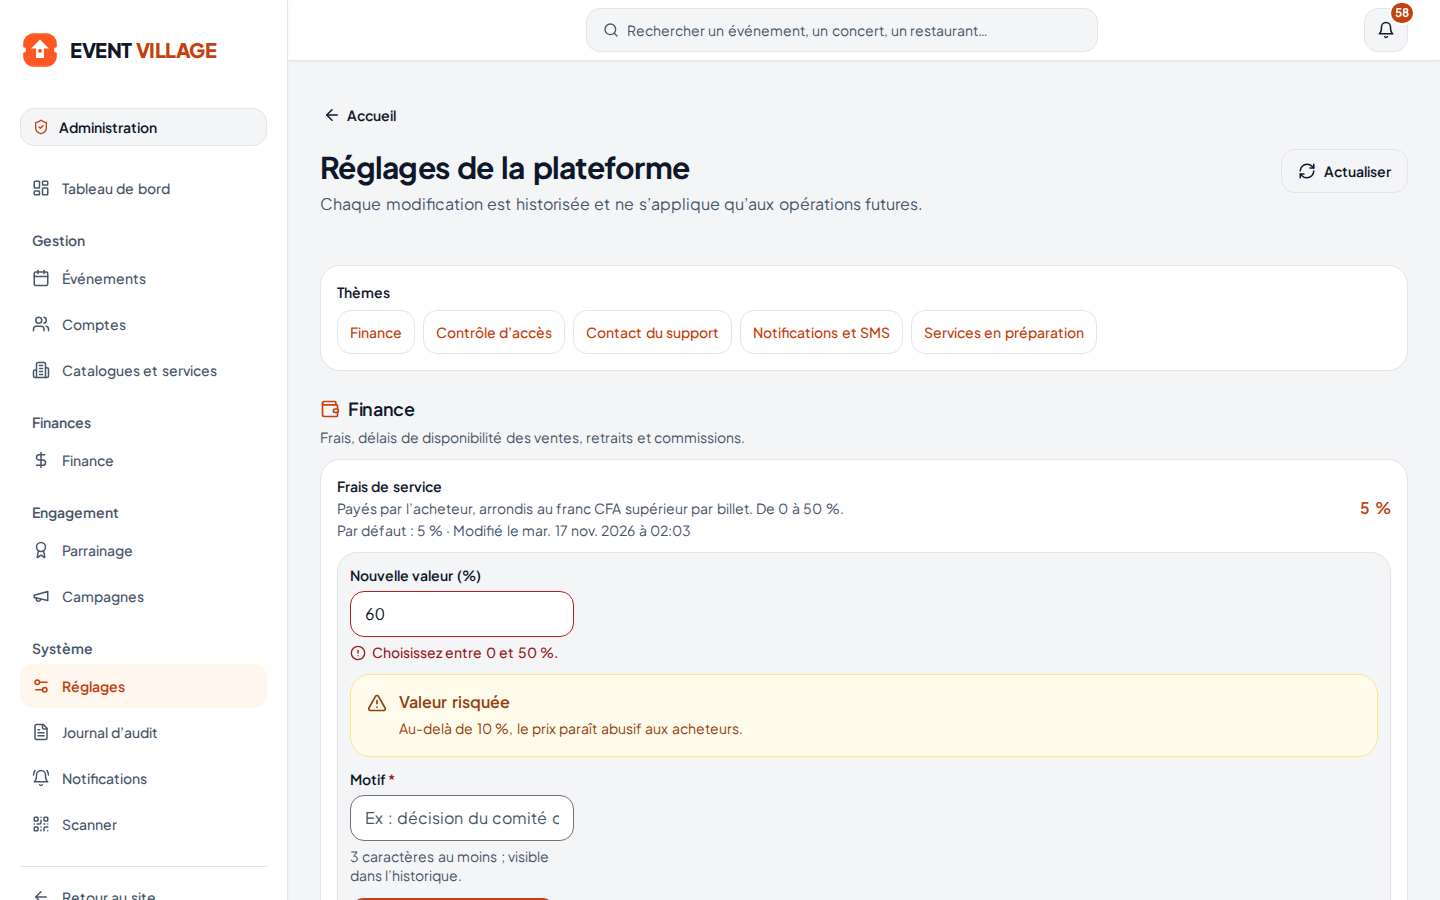 EVENT VILLAGE
Rechercher un événement, un concert, un restaurant…
58
Administration
Tableau de bord
Gestion
Événements
Comptes
Catalogues et services
Finances
Finance
Engagement
Parrainage
Campagnes
Système
Réglages
Journal d’audit
Notifications
Scanner
Retour au site
Accueil
Réglages de la plateforme
Actualiser
Chaque modification est historisée et ne s’applique qu’aux opérations futures.
Thèmes
Finance
Contrôle d’accès
Contact du support
Notifications et SMS
Services en préparation
Finance
Frais, délais de disponibilité des ventes, retraits et commissions.
Frais de service
Payés par l’acheteur, arrondis au franc CFA supérieur par billet. De 0 à 50 %.
5 %
Par défaut : 5 % · Modifié le mar. 17 nov. 2026 à 02:03
Nouvelle valeur (%)
60
Choisissez entre 0 et 50 %.
Valeur risquée
Au-delà de 10 %, le prix paraît abusif aux acheteurs.
Motif *
Ex : décision du comité
3 caractères au moins ; visible
dans l’historique.